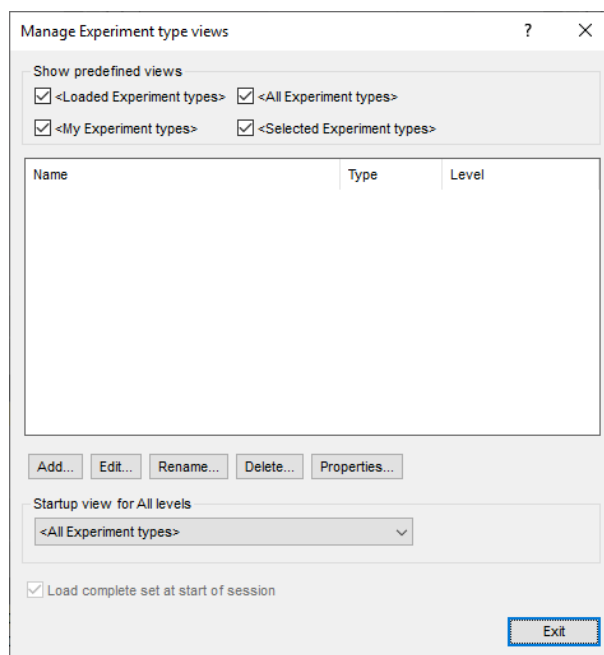 Manage Experiment type views ?
Show predefined views
<Loaded Experiment types> <All Experiment types>
<My Experiment types> <Selected Experiment types>
Name Type Level
Add... Edit... Rename... Delete... Properties...
Startup view for All levels
<All Experiment types>
Load complete set at start of session
Exit